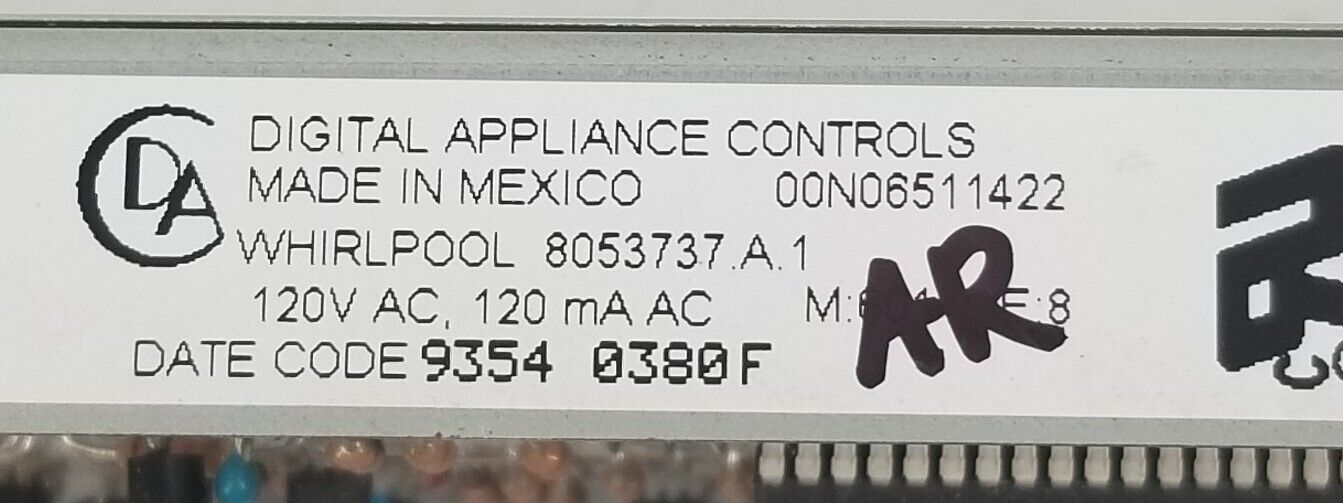 DA
DIGITAL APPLIANCE CONTROLS
MADE IN MEXICO 00N06511422
WHIRLPOOL 8053737.A.1
120V AC, 120 mA AC
AR
DATE CODE 9354 0380F